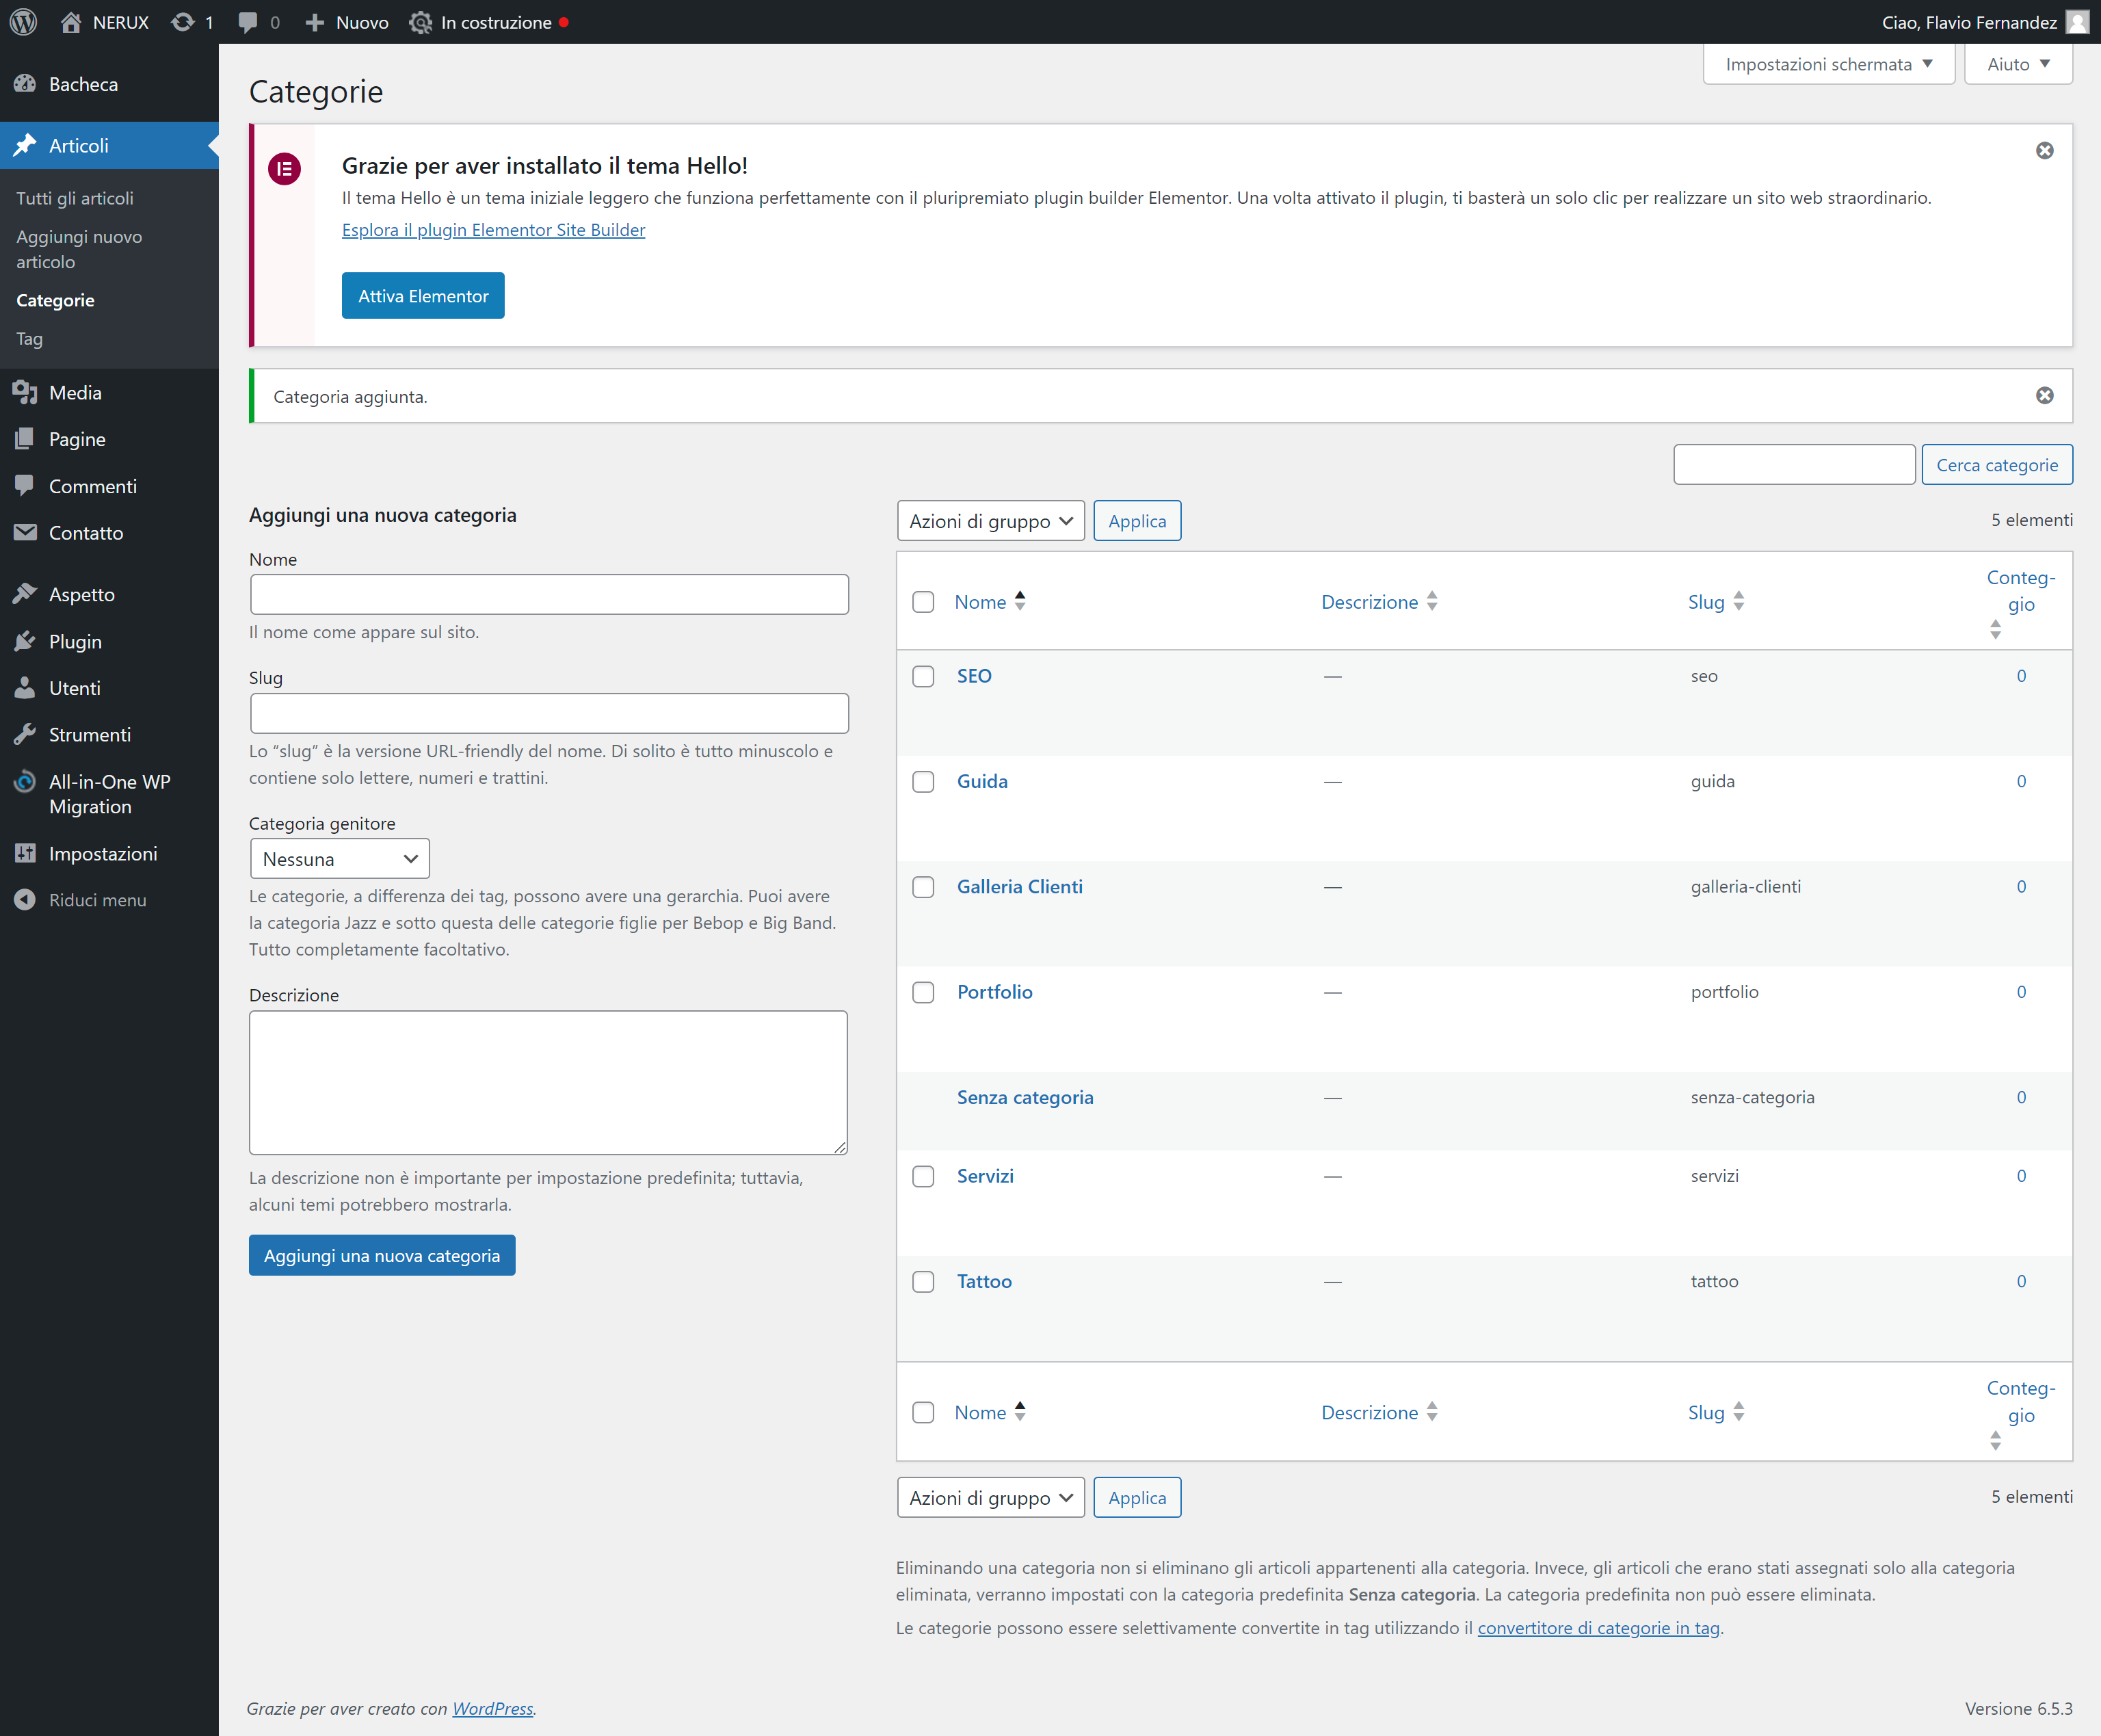 NERUX 1 0 Nuovo In costruzione Ciao, Flavio Fernandez
Bacheca
Articoli
Tutti gli articoli
Aggiungi nuovo
articolo
Categorie
Tag
Media
Pagine
Commenti
Contatto
Aspetto
Plugin
Utenti
Strumenti
All-in-One WP
Migration
Impostazioni
Riduci menu
Impostazioni schermata
Aiuto
Categorie
Grazie per aver installato il tema Hello!
Il tema Hello è un tema iniziale leggero che funziona perfettamente con il pluripremiato plugin builder Elementor. Una volta attivato il plugin, ti basterà un solo clic per realizzare un sito web straordinario.
Esplora il plugin Elementor Site Builder
Attiva Elementor
Categoria aggiunta.
Cerca categorie
Aggiungi una nuova categoria
Nome
Il nome come appare sul sito.
Slug
Lo “slug” è la versione URL-friendly del nome. Di solito è tutto minuscolo e
contiene solo lettere, numeri e trattini.
Categoria genitore
Nessuna
Le categorie, a differenza dei tag, possono avere una gerarchia. Puoi avere
la categoria Jazz e sotto questa delle categorie figlie per Bebop e Big Band.
Tutto completamente facoltativo.
Descrizione
La descrizione non è importante per impostazione predefinita; tuttavia,
alcuni temi potrebbero mostrarla.
Aggiungi una nuova categoria
Azioni di gruppo Applica 5 elementi
Nome Descrizione Slug Conteg-
gio
SEO — seo 0
Guida — guida 0
Galleria Clienti — galleria-clienti 0
Portfolio — portfolio 0
Senza categoria — senza-categoria 0
Servizi — servizi 0
Tattoo — tattoo 0
Nome Descrizione Slug Conteg-
gio
Azioni di gruppo Applica 5 elementi
Eliminando una categoria non si eliminano gli articoli appartenenti alla categoria. Invece, gli articoli che erano stati assegnati solo alla categoria
eliminata, verranno impostati con la categoria predefinita Senza categoria. La categoria predefinita non può essere eliminata.
Le categorie possono essere selettivamente convertite in tag utilizzando il convertitore di categorie in tag.
Grazie per aver creato con WordPress. Versione 6.5.3